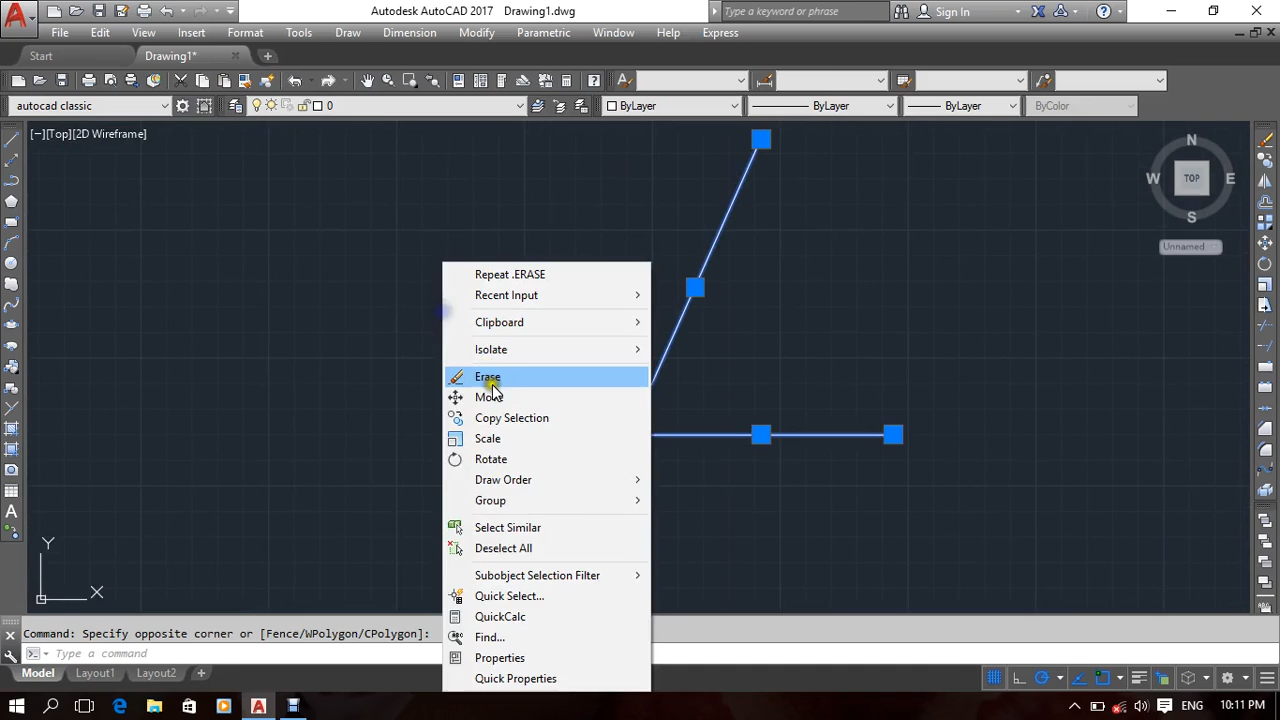 Autodesk AutoCAD 2017 Drawing1.dwg
Type a keyword or phrase
Sign In
File Edit View Insert Format Tools Draw Dimension Modify Parametric Window Help Express
Start
Drawing1*
autocad classic
0
ByLayer
ByLayer
ByLayer
ByColor
[−][Top][2D Wireframe]
N
W
TOP
E
S
Unnamed
Repeat .ERASE
Recent Input
Clipboard
Isolate
Erase
Move
Copy Selection
Scale
Rotate
Draw Order
Group
Select Similar
Deselect All
Subobject Selection Filter
Quick Select...
QuickCalc
Find...
Properties
Quick Properties
Y
X
Command: Specify opposite corner or [Fence/WPolygon/CPolygon]:
Type a command
Model Layout1 Layout2
10:11 PM